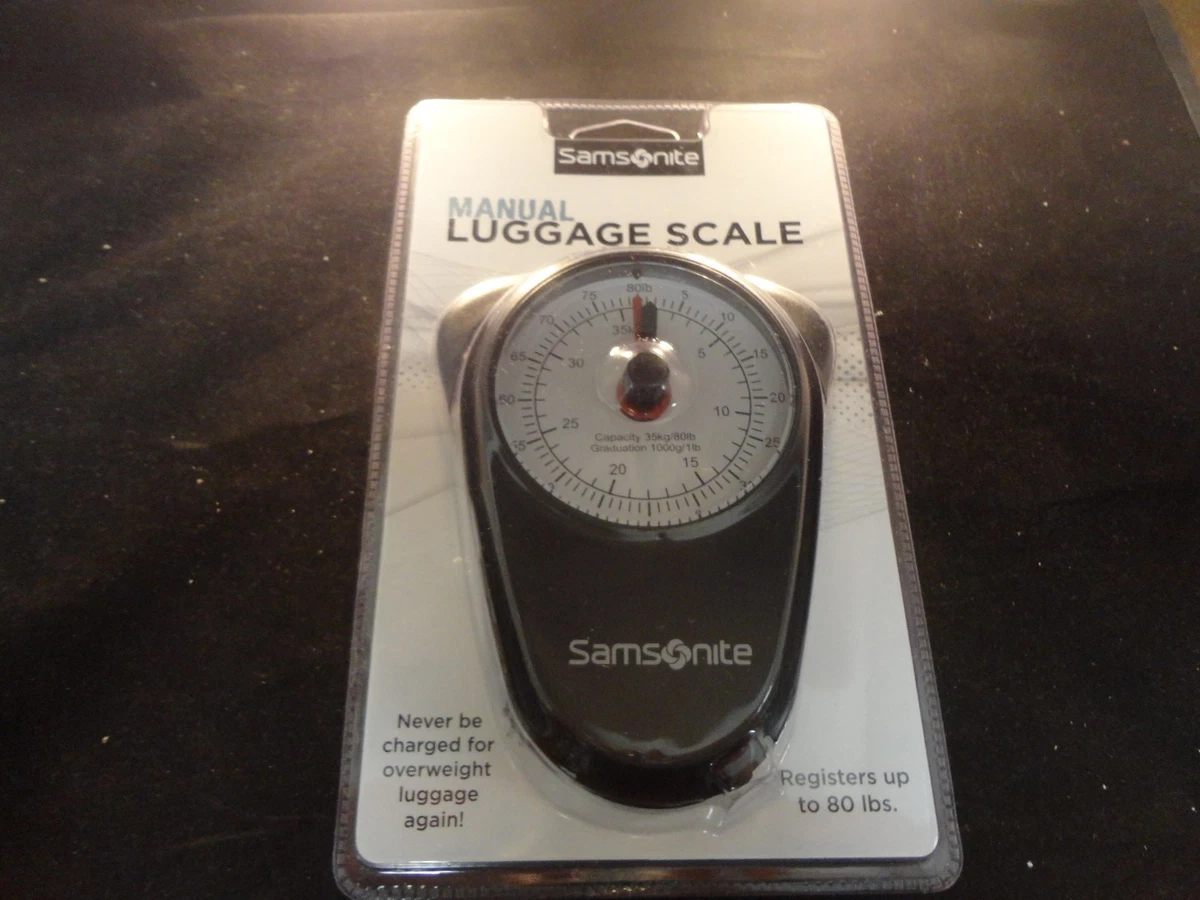 Samsonite
MANUAL
LUGGAGE SCALE
80lb
75
5
70
10
35k
65
5
15
30
20
10
25
25
Capacity 35kg/80lb
Graduation 1000g/1lb
15
20
Samsonite
Never be
charged for
overweight
luggage
again!
Registers up
to 80 lbs.